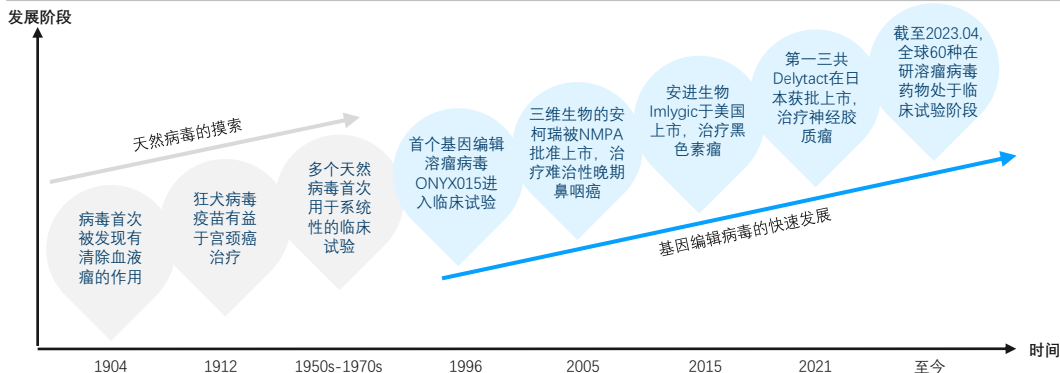 发展阶段
天然病毒的摸索
病毒首次
被发现有
清除血液
瘤的作用
狂犬病毒
疫苗有益
于宫颈癌
治疗
多个天然
病毒首次
用于系统
性的临床
试验
首个基因编辑
溶瘤病毒
ONYX015进
入临床试验
三维生物的安
柯瑞被NMPA
批准上市，治
疗难治性晚期
鼻咽癌
安进生物
Imlygic于美国
上市，治疗黑
色素瘤
第一三共
Delytact在日
本获批上市，
治疗神经胶
质瘤
截至2023.04,
全球60种在
研溶瘤病毒
药物处于临
床试验阶段
基因编辑病毒的快速发展
时间
1904
1912
1950s-1970s
1996
2005
2015
2021
至今